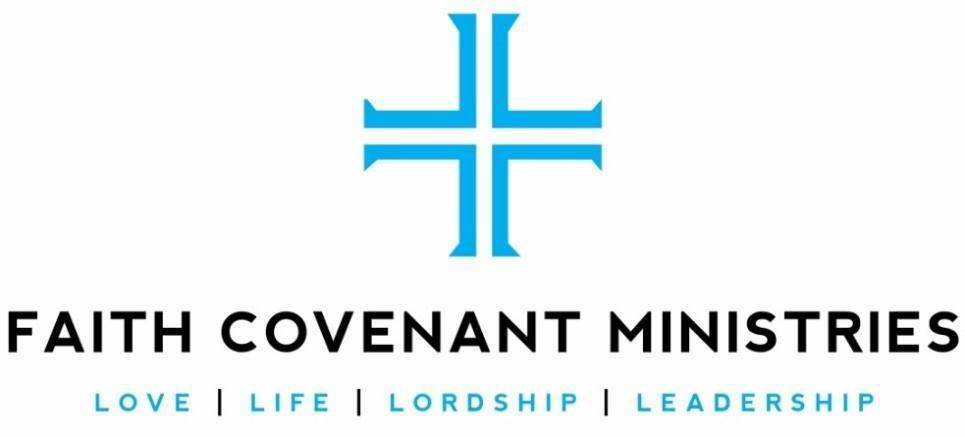 FAITH COVENANT MINISTRIES
LOVE | LIFE | LORDSHIP | LEADERSHIP